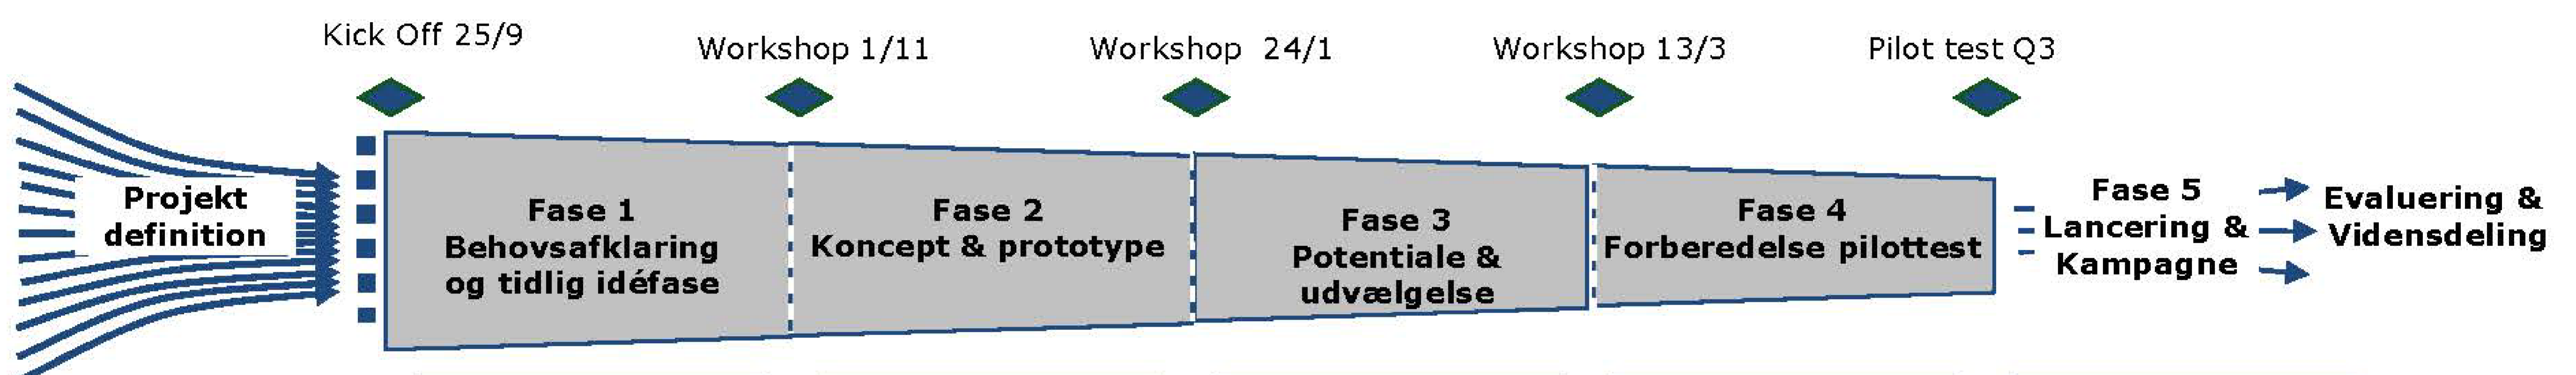 Kick Off 25/9
Workshop 1/11
Workshop  24/1
Workshop 13/3
Pilot test Q3
Projekt
definition
Fase 1
Behovsafklaring
og tidlig idéfase
Fase 2
Koncept & prototype
Fase 3
Potentiale &
udvælgelse
Fase 4
Forberedelse pilottest
Fase 5
Lancering &
Kampagne
Evaluering &
Vidensdeling